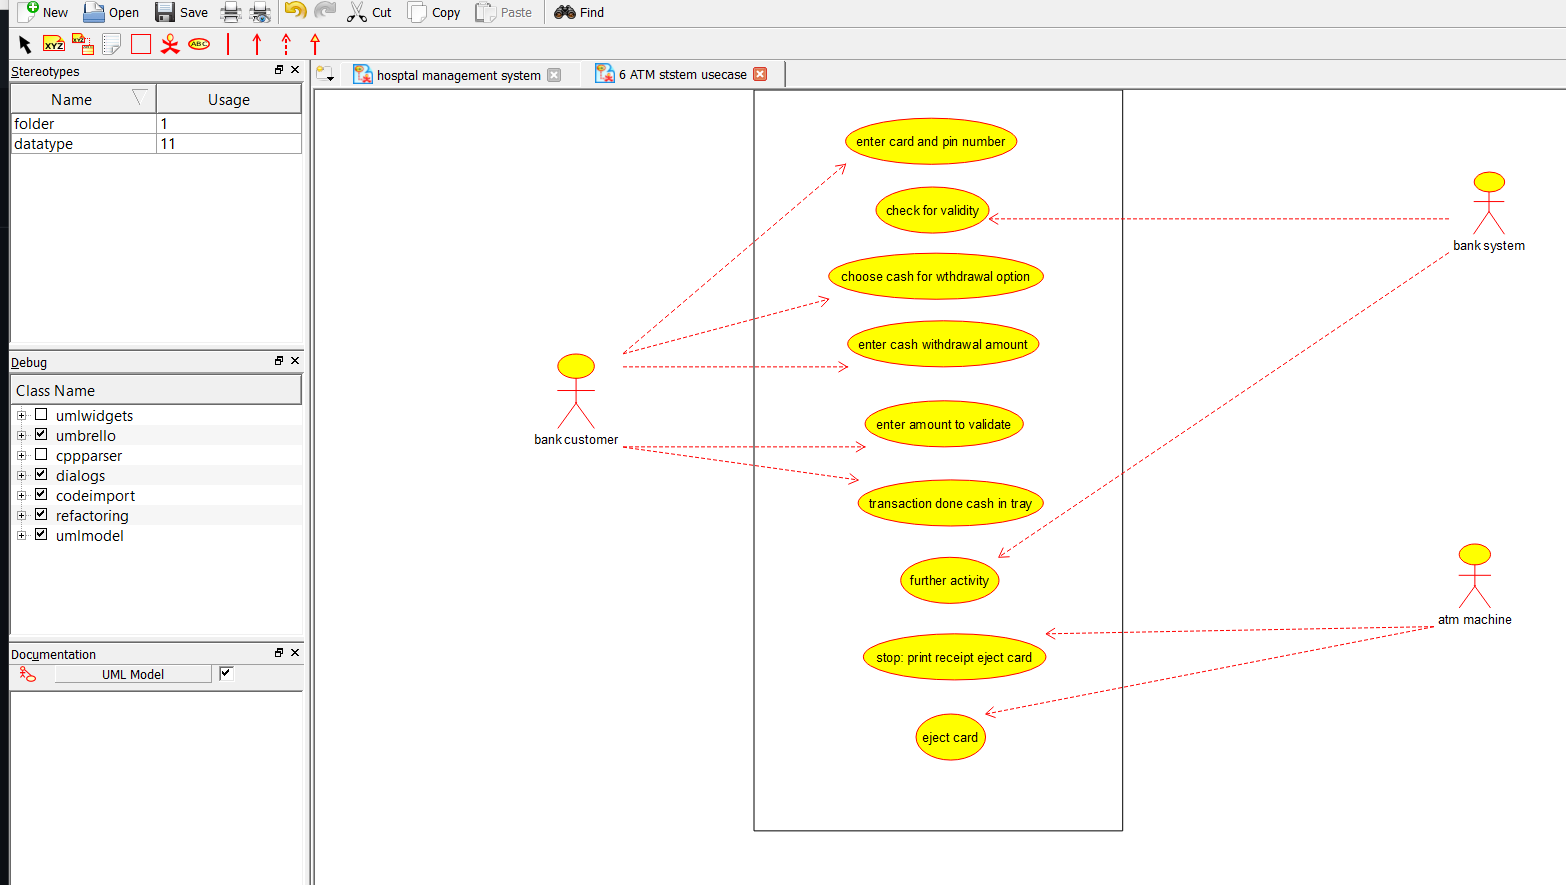 New Open Save Cut Copy Paste Find
XYZ XYZ ABC
Stereotypes
Name Usage
folder 1
datatype 11
Debug
Class Name
umlwidgets
umbrello
cppparser
dialogs
codeimport
refactoring
umlmodel
Documentation
UML Model
hosptal management system
6 ATM ststem usecase
enter card and pin number
check for validity
choose cash for wthdrawal option
enter cash withdrawal amount
enter amount to validate
transaction done cash in tray
further activity
stop: print receipt eject card
eject card
bank customer
bank system
atm machine